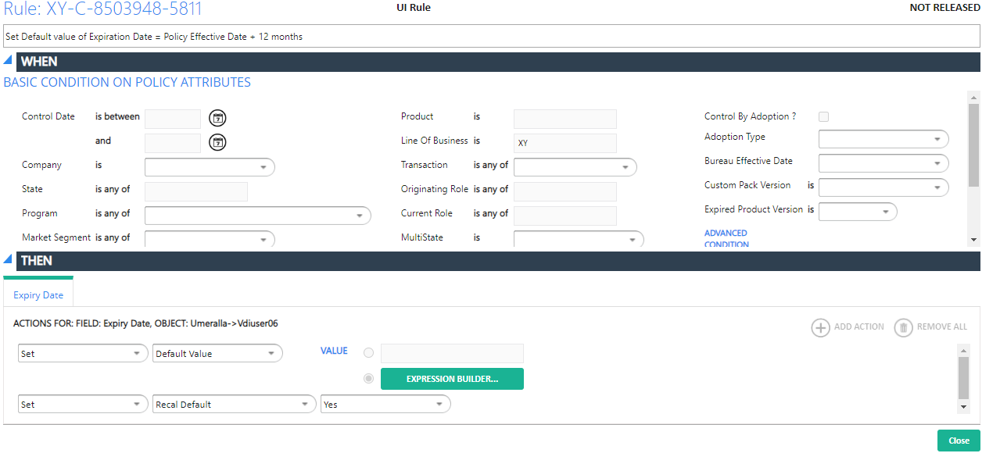 Rule: XY-C-8503948-5811
UI Rule
NOT RELEASED
Set Default value of Expiration Date = Policy Effective Date + 12 months
WHEN
BASIC CONDITION ON POLICY ATTRIBUTES
Control Date is between 7
and 7
Company is
State is any of
Program is any of
Market Segment is any of
Product is
Line Of Business is XY
Transaction is any of
Originating Role is any of
Current Role is any of
MultiState is
Control By Adoption ?
Adoption Type
Bureau Effective Date
Custom Pack Version is
Expired Product Version is
ADVANCED
CONDITION
THEN
Expiry Date
ACTIONS FOR: FIELD: Expiry Date, OBJECT: Umeralla->Vdiuser06
ADD ACTION REMOVE ALL
Set Default Value VALUE
EXPRESSION BUILDER...
Set Recal Default Yes
Close